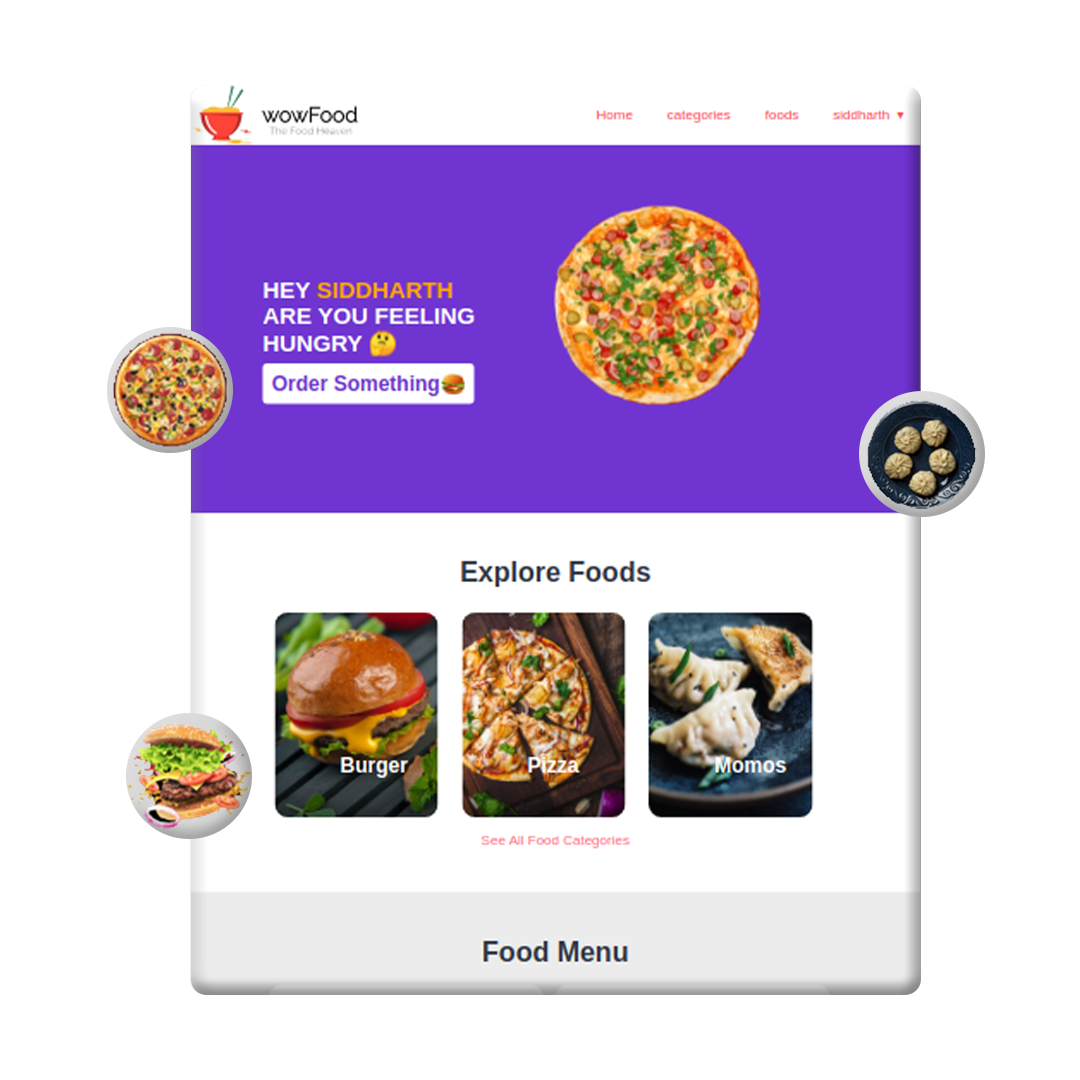 wowFood
The Food Heaven
Home categories foods siddharth ▼
HEY SIDDHARTH
ARE YOU FEELING
HUNGRY 🤔
Order Something🍔
Explore Foods
Burger Pizza Momos
See All Food Categories
Food Menu